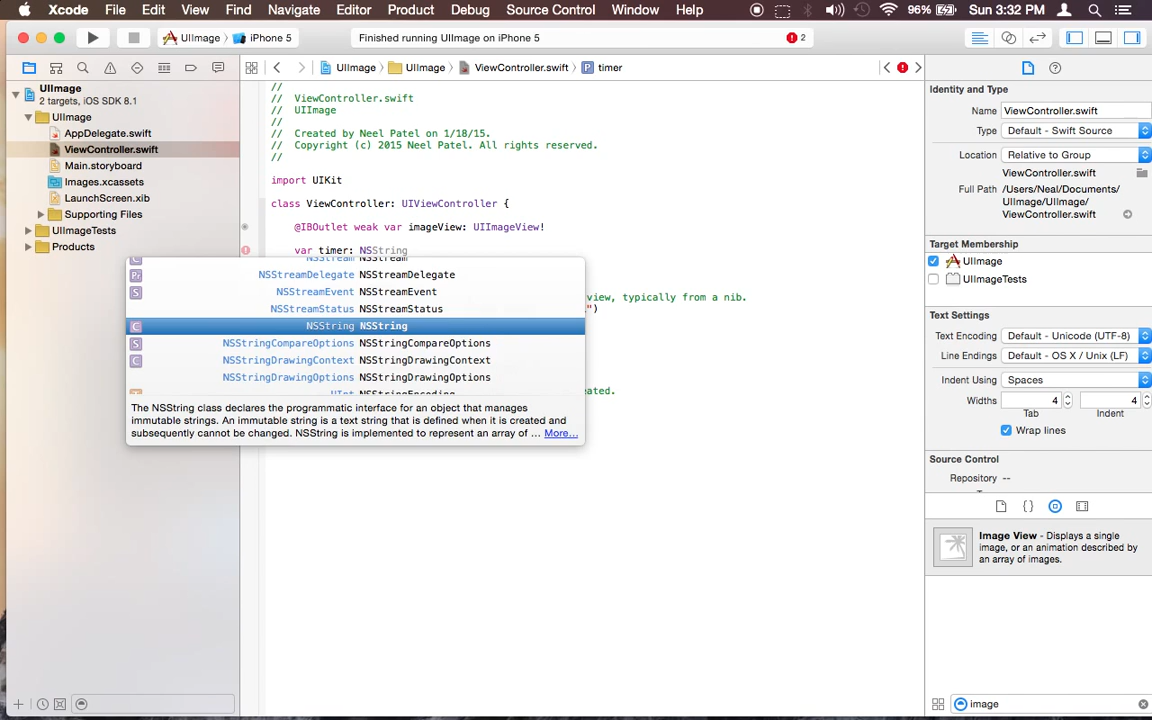 Xcode File Edit View Find Navigate Editor Product Debug Source Control Window Help 96% Sun 3:32 PM
UIImage iPhone 5 Finished running UIImage on iPhone 5 2
UIImage UIImage ViewController.swift timer
UIImage
2 targets, iOS SDK 8.1
UIImage
AppDelegate.swift
ViewController.swift
Main.storyboard
Images.xcassets
LaunchScreen.xib
Supporting Files
UIImageTests
Products
//
// ViewController.swift
// UIImage
//
// Created by Neel Patel on 1/18/15.
// Copyright (c) 2015 Neel Patel. All rights reserved.
//
import UIKit
class ViewController: UIViewController {
@IBOutlet weak var imageView: UIImageView!
var timer: NSString
NSStream
NSStreamDelegate NSStreamDelegate
NSStreamEvent NSStreamEvent
view, typically from a nib.
NSStreamStatus NSStreamStatus
")
NSString NSString
NSStringCompareOptions NSStringCompareOptions
NSStringDrawingContext NSStringDrawingContext
NSStringDrawingOptions NSStringDrawingOptions
UInt NSStringEncoding
ated.
The NSString class declares the programmatic interface for an object that manages
immutable strings. An immutable string is a text string that is defined when it is created and
subsequently cannot be changed. NSString is implemented to represent an array of ... More...
Identity and Type
Name ViewController.swift
Type Default - Swift Source
Location Relative to Group
ViewController.swift
Full Path /Users/Neal/Documents/
UIImage/UIImage/
ViewController.swift
Target Membership
UIImage
UIImageTests
Text Settings
Text Encoding Default - Unicode (UTF-8)
Line Endings Default - OS X / Unix (LF)
Indent Using Spaces
Widths 4 4
Tab Indent
Wrap lines
Source Control
Repository --
Image View - Displays a single
image, or an animation described by
an array of images.
image